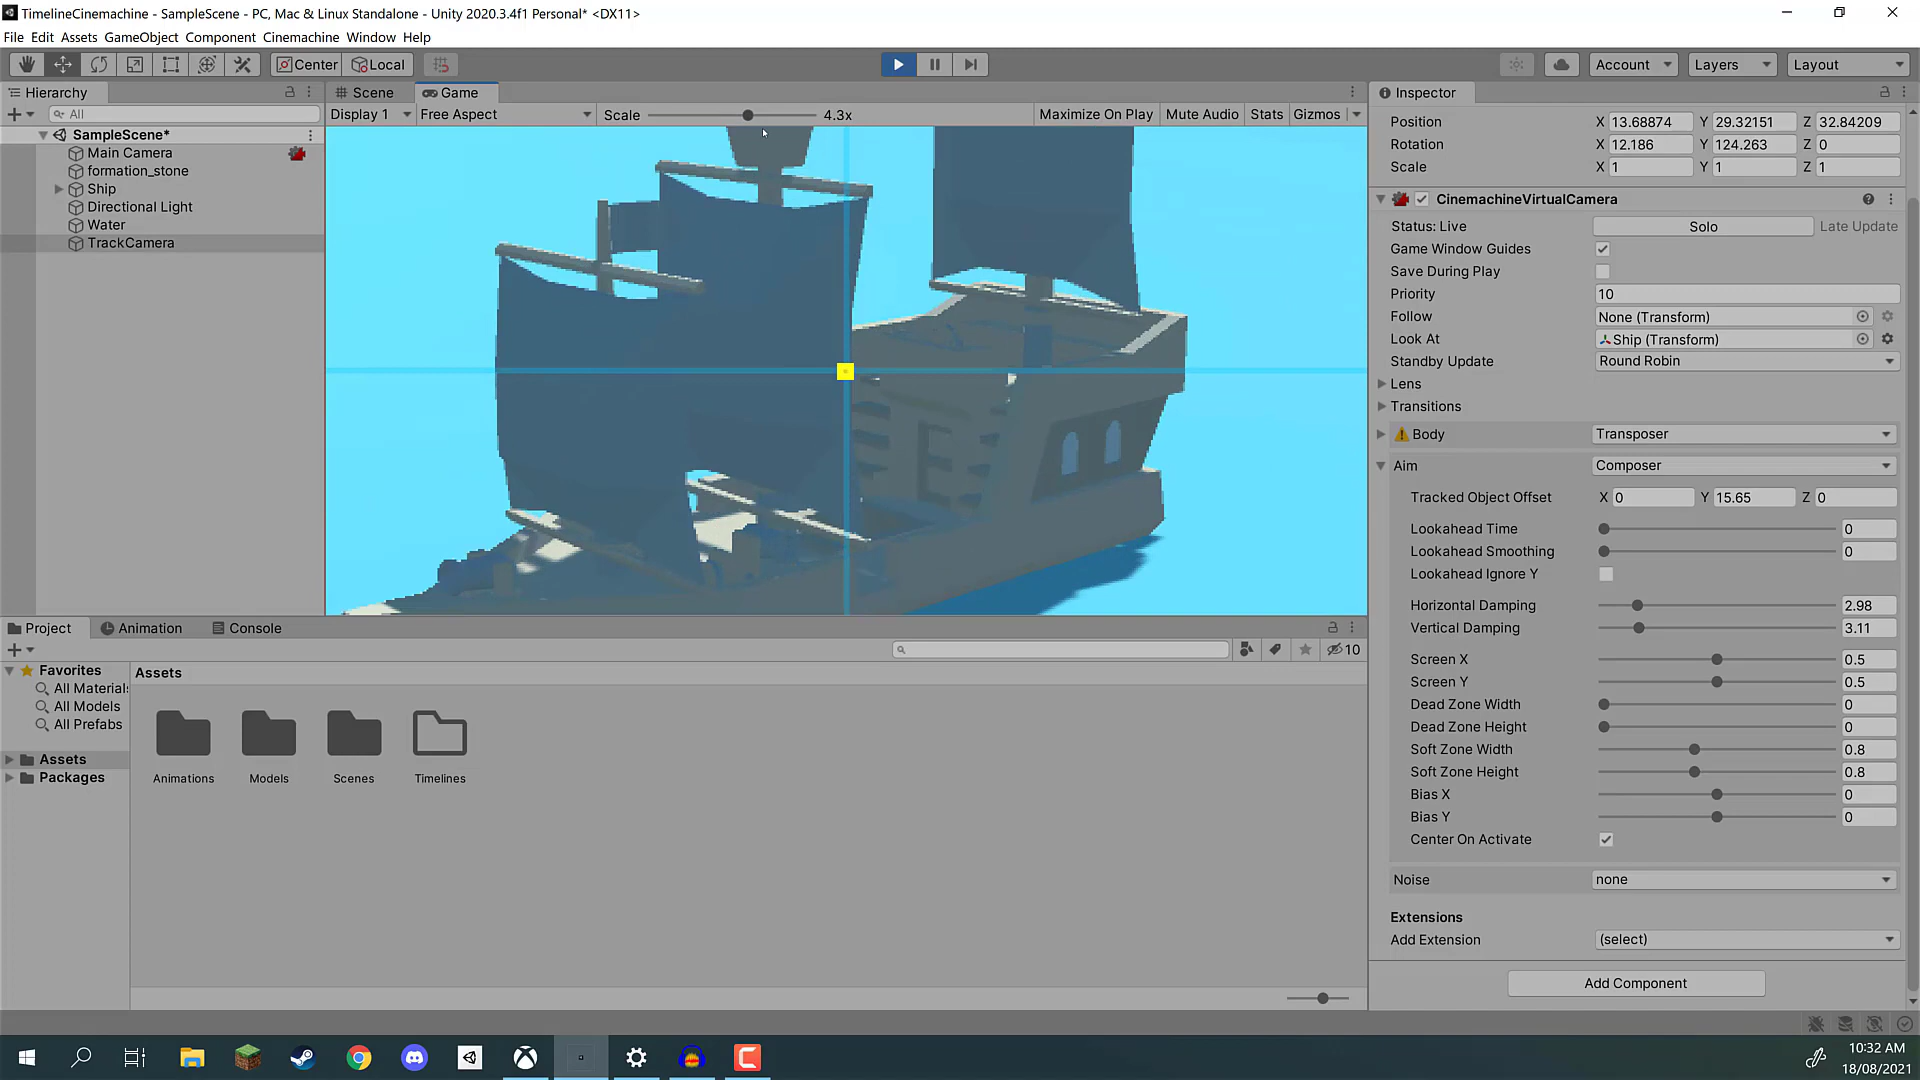 TimelineCinemachine - SampleScene - PC, Mac & Linux Standalone - Unity 2020.3.4f1 Personal* <DX11>
File Edit Assets GameObject Component Cinemachine Window Help
Center Local Account Layers Layout
Hierarchy
All
SampleScene*
Main Camera
formation_stone
Ship
Directional Light
Water
TrackCamera
Scene Game
Display 1 Free Aspect Scale 4.3x Maximize On Play Mute Audio Stats Gizmos
Inspector
Position X 13.68874 Y 29.32151 Z 32.84209
Rotation X 12.186 Y 124.263 Z 0
Scale X 1 Y 1 Z 1
CinemachineVirtualCamera
Status: Live Solo Late Update
Game Window Guides
Save During Play
Priority 10
Follow None (Transform)
Look At Ship (Transform)
Standby Update Round Robin
Lens
Transitions
Body Transposer
Aim Composer
Tracked Object Offset X 0 Y 15.65 Z 0
Lookahead Time 0
Lookahead Smoothing 0
Lookahead Ignore Y
Horizontal Damping 2.98
Vertical Damping 3.11
Screen X 0.5
Screen Y 0.5
Dead Zone Width 0
Dead Zone Height 0
Soft Zone Width 0.8
Soft Zone Height 0.8
Bias X 0
Bias Y 0
Center On Activate
Noise none
Extensions
Add Extension (select)
Add Component
Project Animation Console
10
Favorites
All Materials
All Models
All Prefabs
Assets
Packages
Assets
Animations Models Scenes Timelines
10:32 AM
18/08/2021